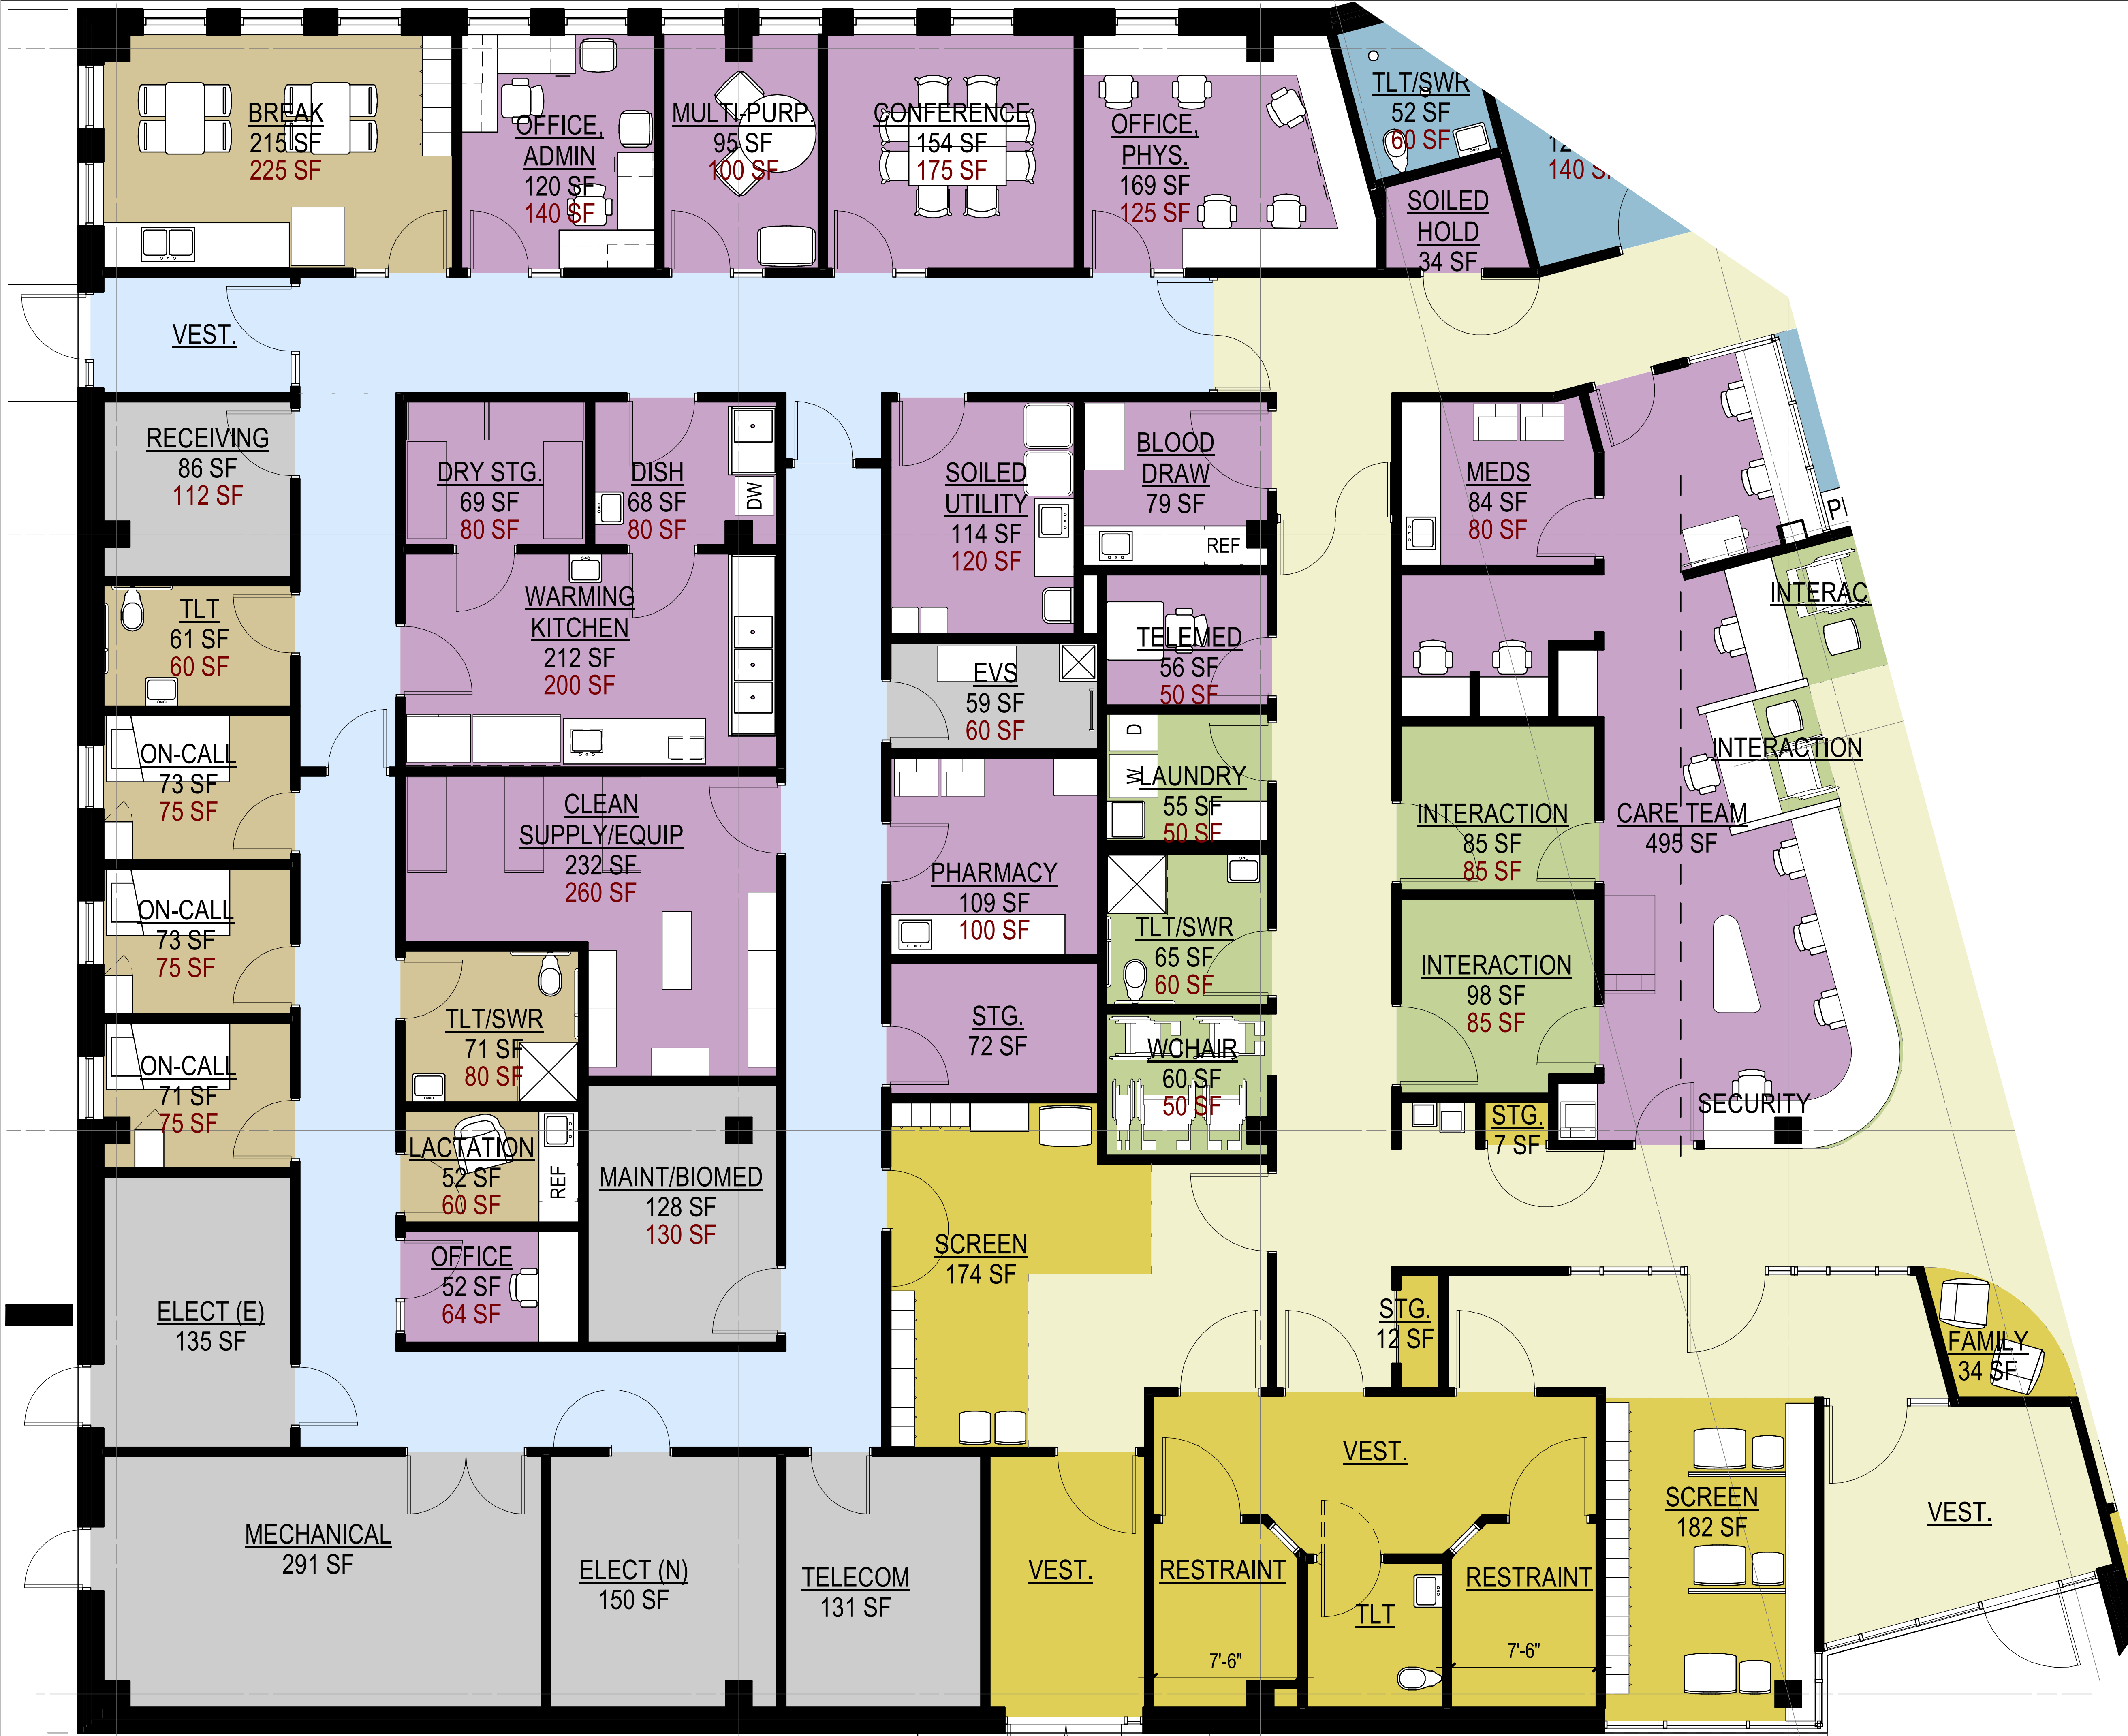 BREAK
215 SF
225 SF
OFFICE,
ADMIN
120 SF
140 SF
MULTI-PURP.
95 SF
100 SF
CONFERENCE
154 SF
175 SF
OFFICE,
PHYS.
169 SF
125 SF
TLT/SWR
52 SF
60 SF
140 S
SOILED
HOLD
34 SF
VEST.
RECEIVING
86 SF
112 SF
DRY STG.
69 SF
80 SF
DISH
68 SF
80 SF
DW
SOILED
UTILITY
114 SF
120 SF
BLOOD
DRAW
79 SF
REF
MEDS
84 SF
80 SF
INTERAC
TLT
61 SF
60 SF
WARMING
KITCHEN
212 SF
200 SF
TELEMED
56 SF
50 SF
EVS
59 SF
60 SF
ON-CALL
73 SF
75 SF
CLEAN
SUPPLY/EQUIP
232 SF
260 SF
D
W
LAUNDRY
55 SF
50 SF
INTERACTION
INTERACTION
85 SF
85 SF
CARE TEAM
495 SF
PHARMACY
109 SF
100 SF
ON-CALL
73 SF
75 SF
TLT/SWR
65 SF
60 SF
INTERACTION
98 SF
85 SF
TLT/SWR
71 SF
80 SF
STG.
72 SF
WCHAIR
60 SF
50 SF
ON-CALL
71 SF
75 SF
STG.
7 SF
SECURITY
LACTATION
52 SF
60 SF
REF
MAINT/BIOMED
128 SF
130 SF
OFFICE
52 SF
64 SF
SCREEN
174 SF
ELECT (E)
135 SF
STG.
12 SF
FAMILY
34 SF
VEST.
SCREEN
182 SF
VEST.
MECHANICAL
291 SF
ELECT (N)
150 SF
TELECOM
131 SF
VEST.
RESTRAINT
7'-6"
TLT
RESTRAINT
7'-6"